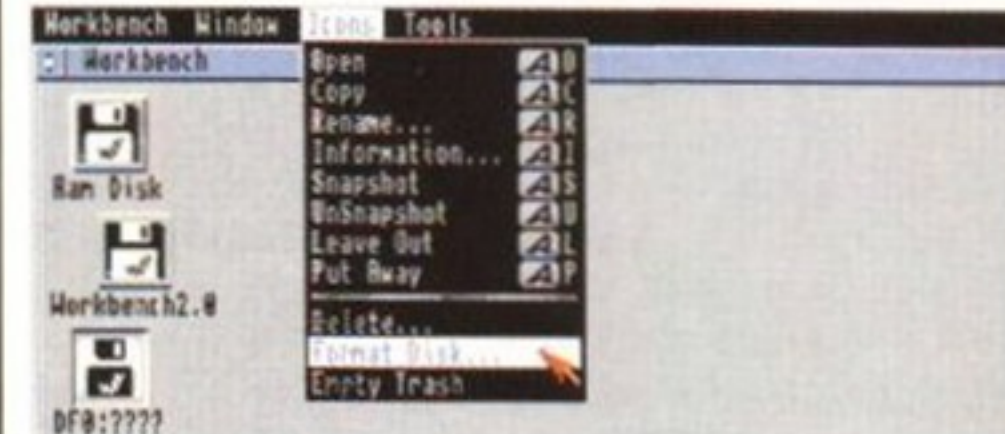 Workbench Window Icons Tools
Workbench
Open A O
Copy A C
Rename... A R
Information... A I
Snapshot A S
UnSnapshot A U
Leave Out A L
Put Away A P
Delete...
Format Disk...
Empty Trash
Ram Disk
Workbench2.0
DF0:????